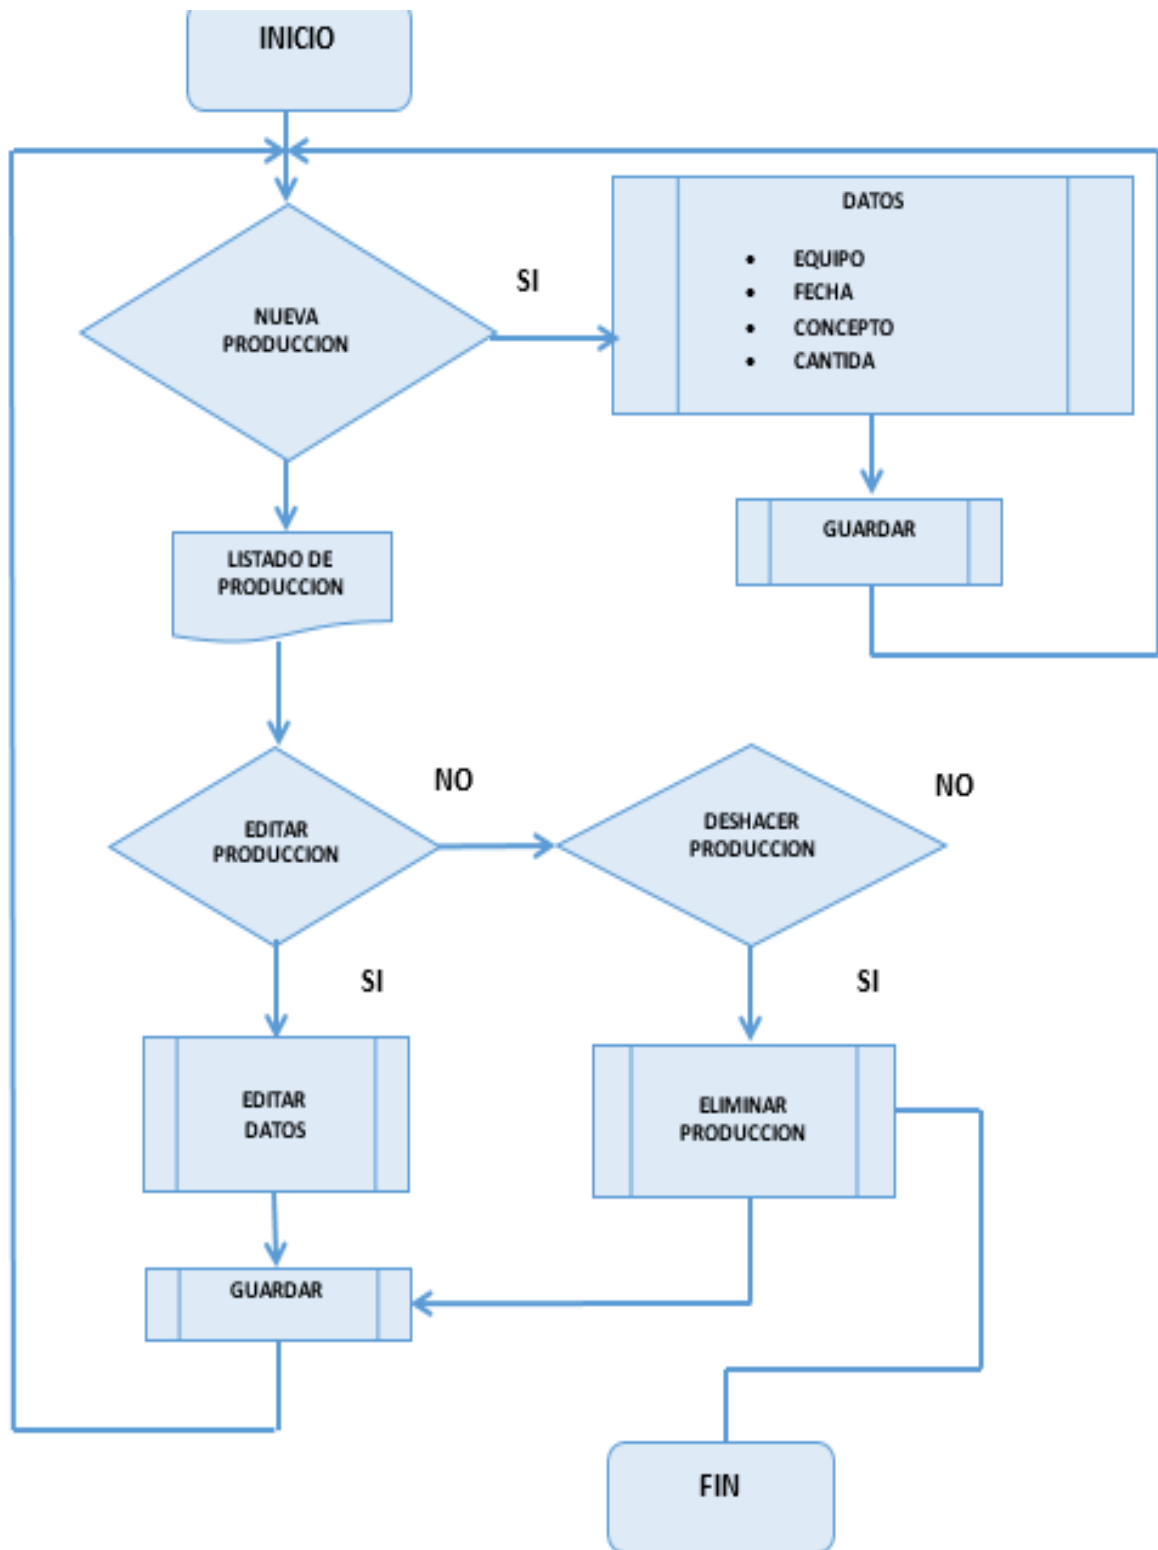 INICIO
DATOS
• EQUIPO
• FECHA
• CONCEPTO
• CANTIDA
SI
NUEVA
PRODUCCION
GUARDAR
LISTADO DE
PRODUCCION
NO
NO
EDITAR
PRODUCCION
DESHACER
PRODUCCION
SI
SI
EDITAR
DATOS
ELIMINAR
PRODUCCION
GUARDAR
FIN